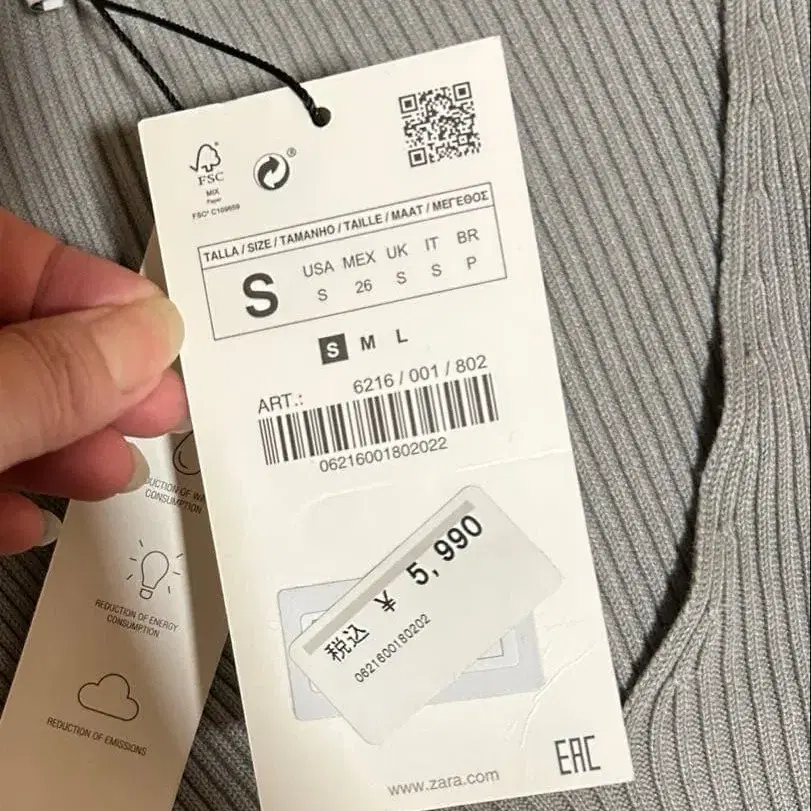 FSC
MIX
Paper
FSC® C109659
®
TALLA / SIZE / TAMANHO / TAILLE / MAAT / ΜΕΓΕΘΟΣ
S
USA MEX UK IT BR
S 26 S S P
S M L
ART.: 6216 / 001 / 802
06216001802022
税込 ¥ 5,990
0621600180202
www.zara.com
EAC
CONSUMPTION
REDUCTION OF ENERGY
CONSUMPTION
REDUCTION OF EMISSIONS